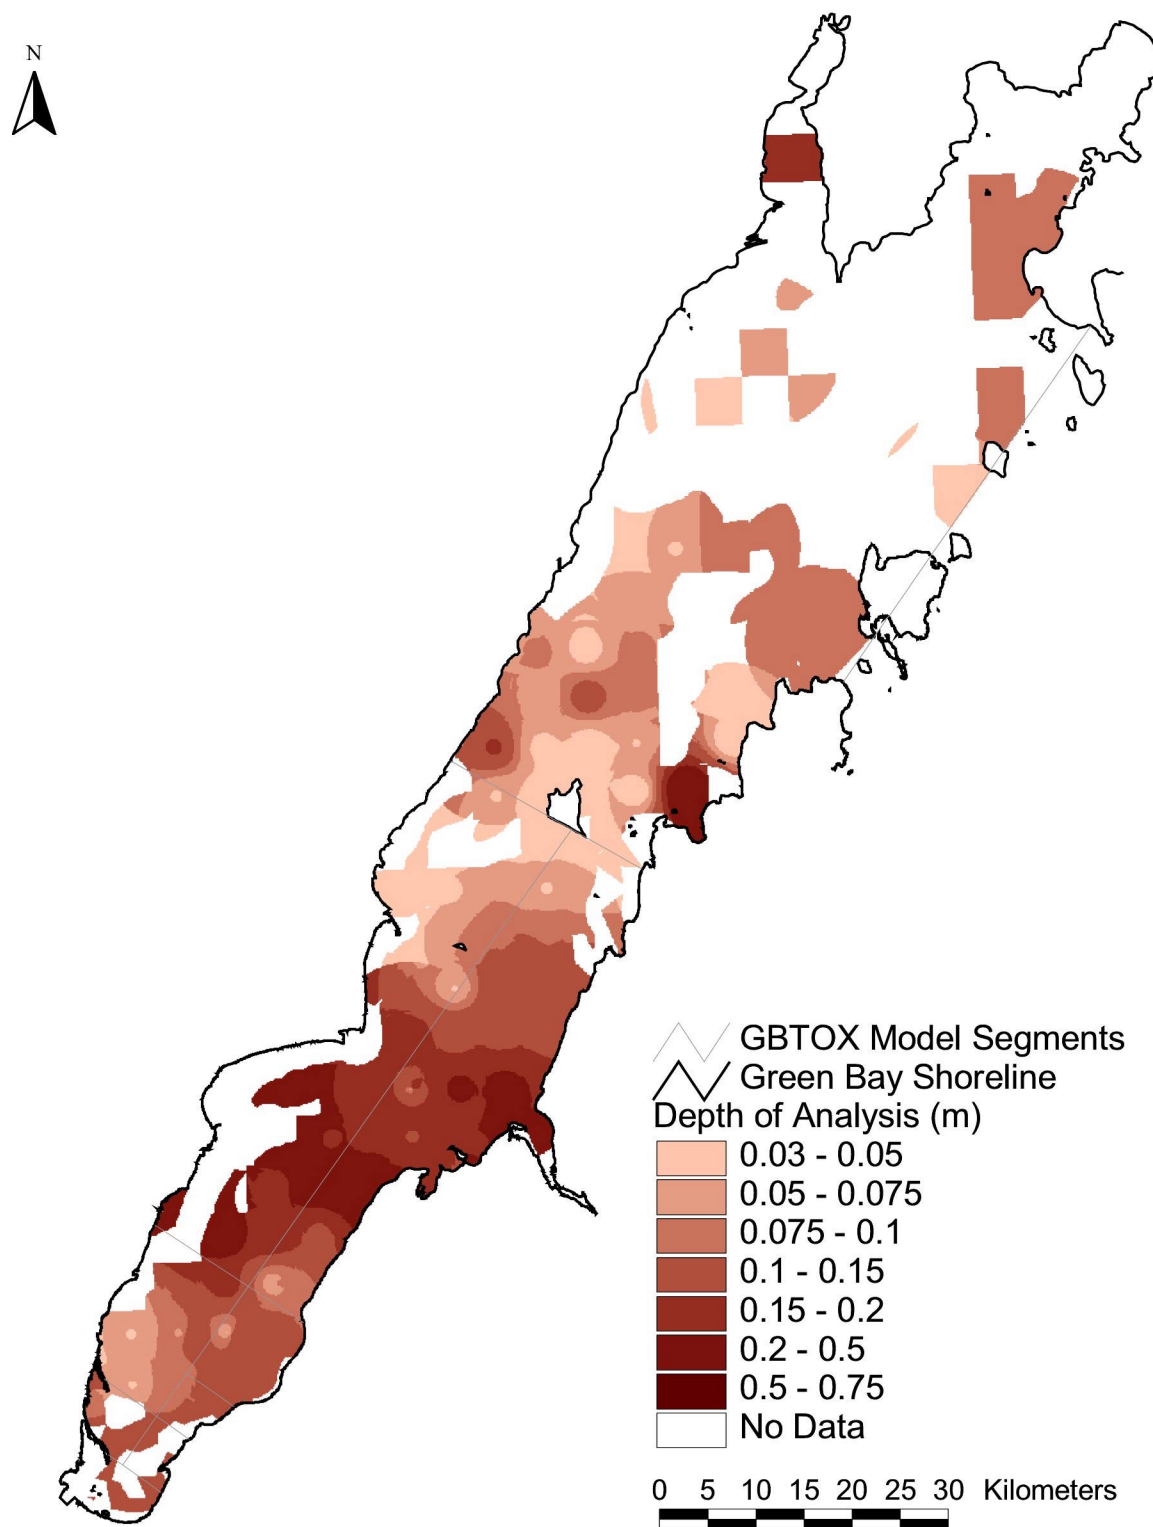 N
GBTOX Model Segments
Green Bay Shoreline
Depth of Analysis (m)
0.03 - 0.05
0.05 - 0.075
0.075 - 0.1
0.1 - 0.15
0.15 - 0.2
0.2 - 0.5
0.5 - 0.75
No Data
0 5 10 15 20 25 30 Kilometers